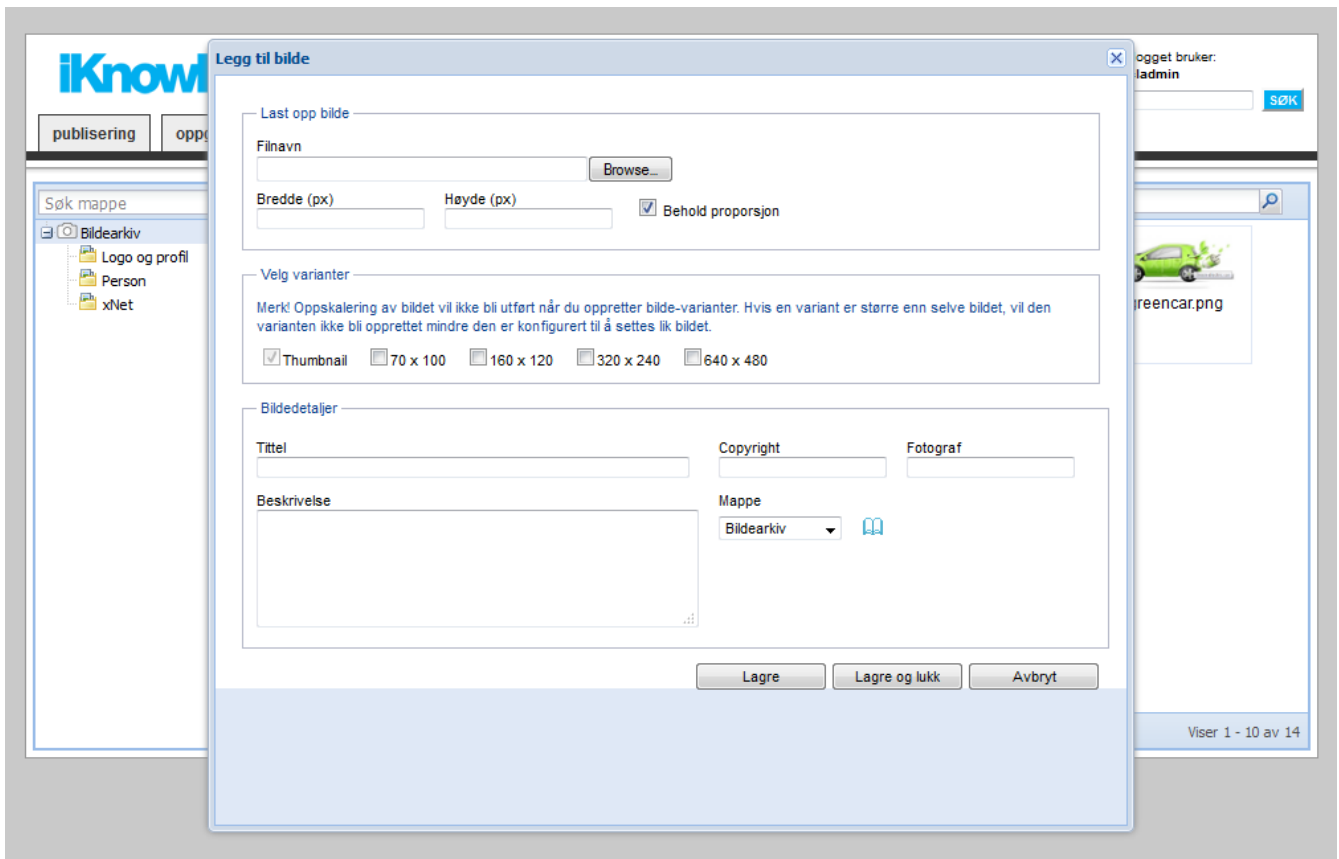 iKnowl
Legg til bilde
ogget bruker:
ladmin
SØK
publisering
oppg
Last opp bilde
Filnavn
Browse...
Bredde (px)
Høyde (px)
Behold proporsjon
Søk mappe
Bildearkiv
Logo og profil
Person
xNet
Velg varianter
Merk! Oppskalering av bildet vil ikke bli utført når du oppretter bilde-varianter. Hvis en variant er større enn selve bildet, vil den
varianten ikke bli opprettet mindre den er konfigurert til å settes lik bildet.
Thumbnail
70 x 100
160 x 120
320 x 240
640 x 480
greencar.png
Bildedetaljer
Tittel
Copyright
Fotograf
Beskrivelse
Mappe
Bildearkiv
Lagre
Lagre og lukk
Avbryt
Viser 1 - 10 av 14